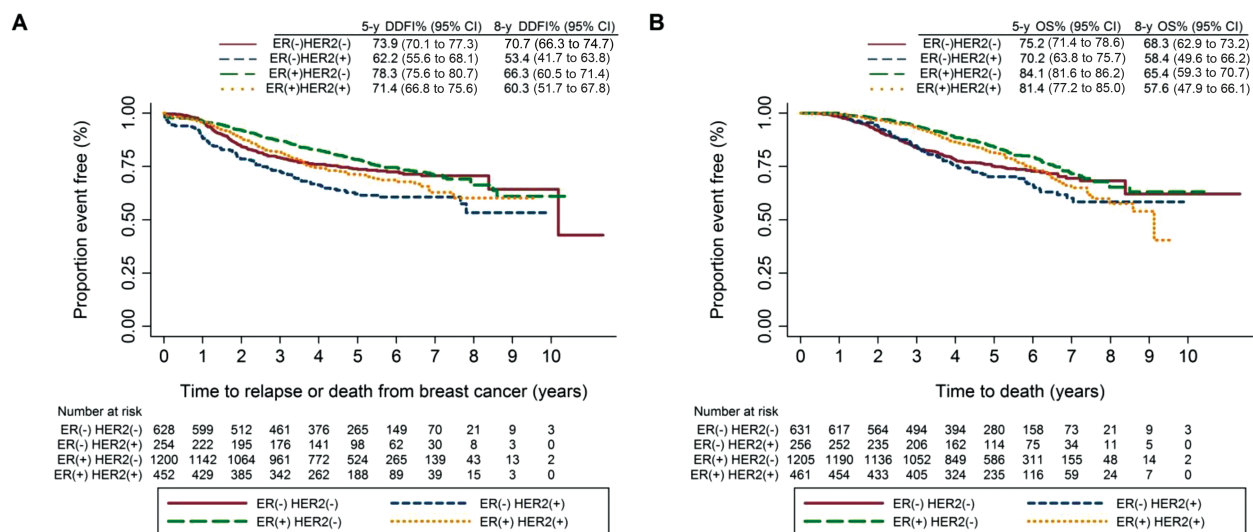 A
5-y DDFI% (95% CI) 8-y DDFI% (95% CI)
ER(-)HER2(-) 73.9 (70.1 to 77.3) 70.7 (66.3 to 74.7)
ER(-)HER2(+) 62.2 (55.6 to 68.1) 53.4 (41.7 to 63.8)
ER(+)HER2(-) 78.3 (75.6 to 80.7) 66.3 (60.5 to 71.4)
ER(+)HER2(+) 71.4 (66.8 to 75.6) 60.3 (51.7 to 67.8)
Proportion event free (%)
1.00
0.75
0.50
0.25
0.00
0 1 2 3 4 5 6 7 8 9 10
Time to relapse or death from breast cancer (years)
Number at risk
ER(-) HER2(-) 628 599 512 461 376 265 149 70 21 9 3
ER(-) HER2(+) 254 222 195 176 141 98 62 30 8 3 0
ER(+) HER2(-) 1200 1142 1064 961 772 524 265 139 43 13 2
ER(+) HER2(+) 452 429 385 342 262 188 89 39 15 3 0
ER(-) HER2(-) ER(-) HER2(+)
ER(+) HER2(-) ER(+) HER2(+)
B
5-y OS% (95% CI) 8-y OS% (95% CI)
ER(-)HER2(-) 75.2 (71.4 to 78.6) 68.3 (62.9 to 73.2)
ER(-)HER2(+) 70.2 (63.8 to 75.7) 58.4 (49.6 to 66.2)
ER(+)HER2(-) 84.1 (81.6 to 86.2) 65.4 (59.3 to 70.7)
ER(+)HER2(+) 81.4 (77.2 to 85.0) 57.6 (47.9 to 66.1)
Proportion event free (%)
1.00
0.75
0.50
0.25
0.00
0 1 2 3 4 5 6 7 8 9 10
Time to death (years)
Number at risk
ER(-) HER2(-) 631 617 564 494 394 280 158 73 21 9 3
ER(-) HER2(+) 256 252 235 206 162 114 75 34 11 5 0
ER(+) HER2(-) 1205 1190 1136 1052 849 586 311 155 48 14 2
ER(+) HER2(+) 461 454 433 405 324 235 116 59 24 7 0
ER(-) HER2(-) ER(-) HER2(+)
ER(+) HER2(-) ER(+) HER2(+)